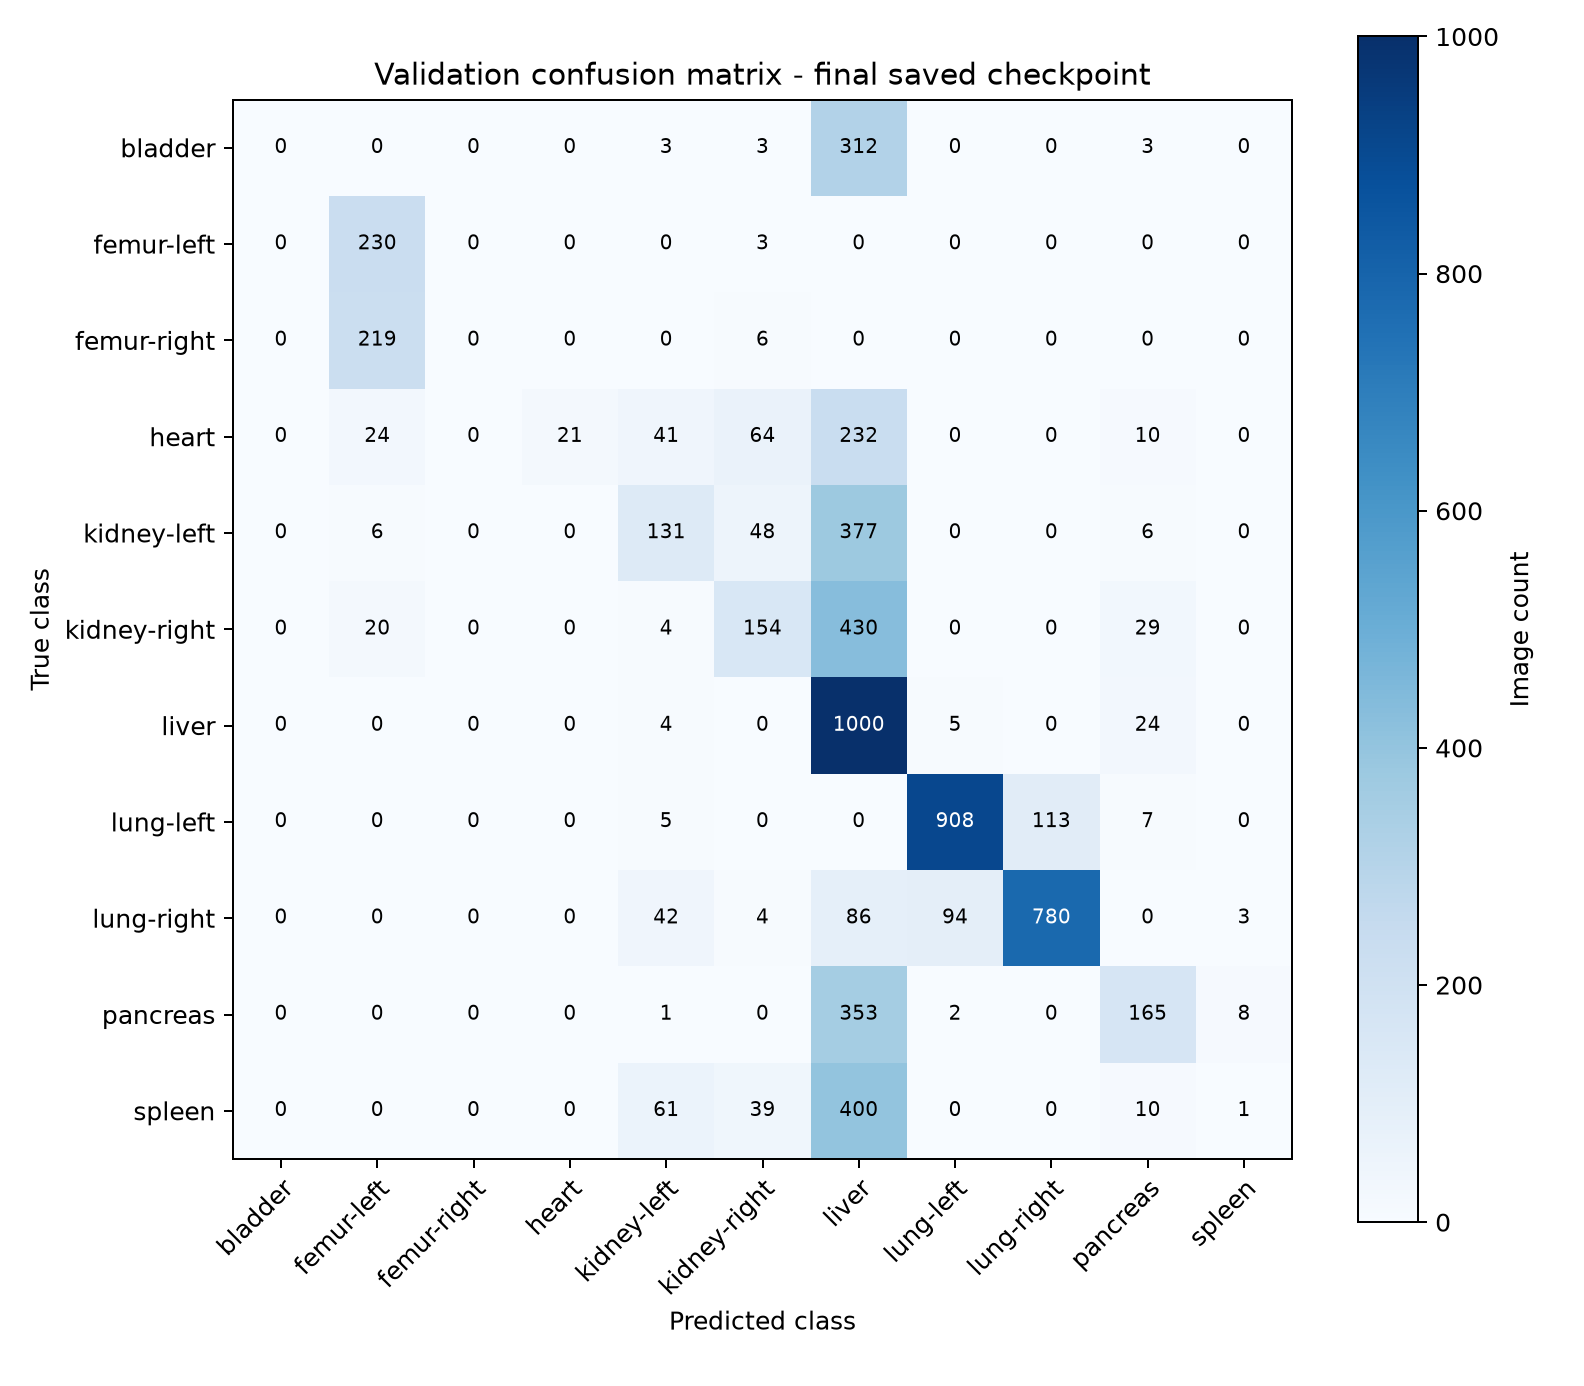 Validation confusion matrix - final saved checkpoint
bladder 0 0 0 0 3 3 312 0 0 3 0
femur-left 0 230 0 0 0 3 0 0 0 0 0
femur-right 0 219 0 0 0 6 0 0 0 0 0
heart 0 24 0 21 41 64 232 0 0 10 0
kidney-left 0 6 0 0 131 48 377 0 0 6 0
kidney-right 0 20 0 0 4 154 430 0 0 29 0
liver 0 0 0 0 4 0 1000 5 0 24 0
lung-left 0 0 0 0 5 0 0 908 113 7 0
lung-right 0 0 0 0 42 4 86 94 780 0 3
pancreas 0 0 0 0 1 0 353 2 0 165 8
spleen 0 0 0 0 61 39 400 0 0 10 1
bladder femur-left femur-right heart kidney-left kidney-right liver lung-left lung-right pancreas spleen
Predicted class
True class
1000
800
600
400
200
0
Image count